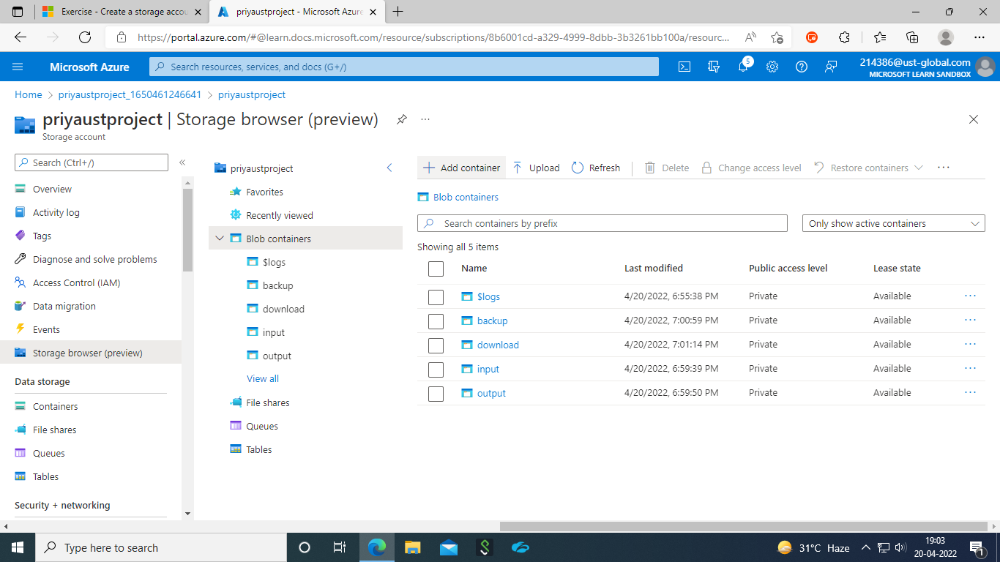 Exercise - Create a storage accou
priyaustproject - Microsoft Azure
https://portal.azure.com/#@learn.docs.microsoft.com/resource/subscriptions/8b6001cd-a329-4999-8dbb-3b3261bb100a/resourc...
Microsoft Azure
Search resources, services, and docs (G+/)
5
214386@ust-global.com
MICROSOFT LEARN SANDBOX
Home > priyaustproject_1650461246641 > priyaustproject
priyaustproject | Storage browser (preview)
Storage account
Search (Ctrl+/)
Overview
Activity log
Tags
Diagnose and solve problems
Access Control (IAM)
Data migration
Events
Storage browser (preview)
Data storage
Containers
File shares
Queues
Tables
Security + networking
priyaustproject
Favorites
Recently viewed
Blob containers
$logs
backup
download
input
output
View all
File shares
Queues
Tables
Add container Upload Refresh Delete Change access level Restore containers
Blob containers
Search containers by prefix
Only show active containers
Showing all 5 items
Name Last modified Public access level Lease state
$logs 4/20/2022, 6:55:38 PM Private Available
backup 4/20/2022, 7:00:59 PM Private Available
download 4/20/2022, 7:01:14 PM Private Available
input 4/20/2022, 6:59:39 PM Private Available
output 4/20/2022, 6:59:50 PM Private Available
Type here to search
31°C Haze
19:03
20-04-2022
1